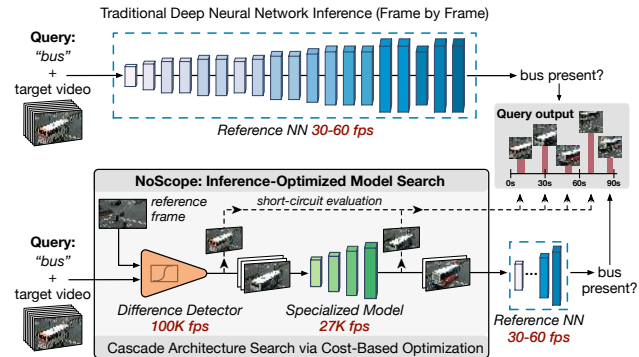 Traditional Deep Neural Network Inference (Frame by Frame)
Query:
"bus"
+
target video
Reference NN 30-60 fps
bus present?
Query output
0s 30s 60s 90s
NoScope: Inference-Optimized Model Search
reference
frame
short-circuit evaluation
Query:
"bus"
+
target video
Difference Detector
100K fps
Specialized Model
27K fps
bus
present?
Reference NN
30-60 fps
Cascade Architecture Search via Cost-Based Optimization